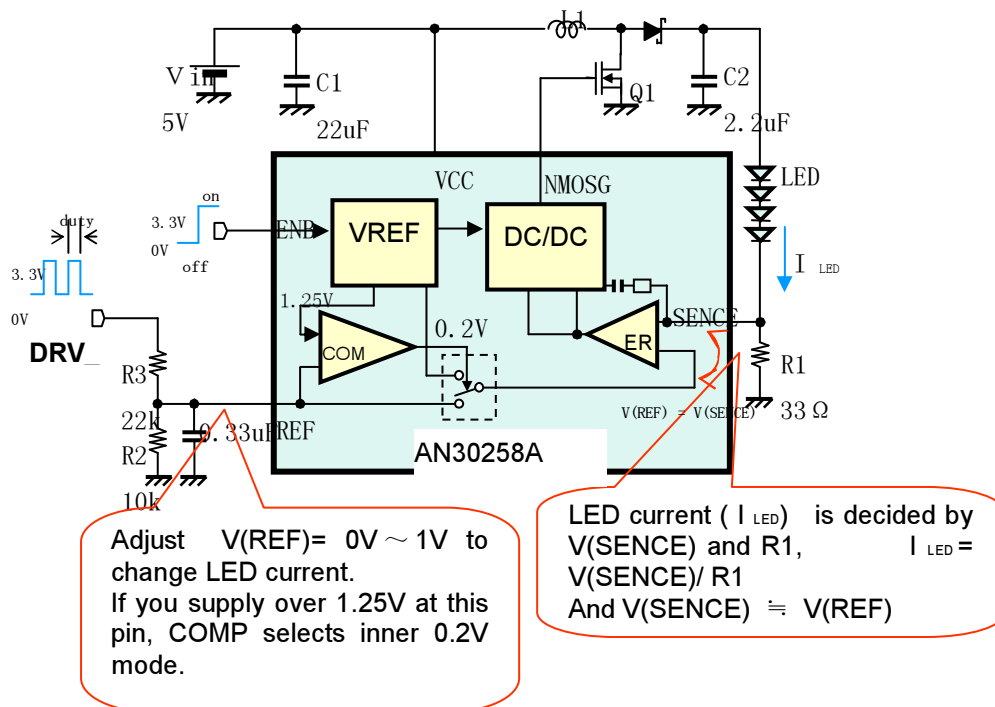 L1
Vin
5V
C1
22uF
Q1
C2
2.2uF
VCC
NMOSG
LED
on
duty
3.3V
0V
off
ENB
VREF
DC/DC
I LED
3.3V
0V
1.25V
DRV_
COM
0.2V
ER
SENCE
R1
33Ω
R3
22k
R2
10k
0.33uF
REF
V(REF) = V(SENCE)
AN30258A
Adjust V(REF)= 0V ～ 1V to
change LED current.
If you supply over 1.25V at this
pin, COMP selects inner 0.2V
mode.
LED current ( I LED) is decided by
V(SENCE) and R1, I LED =
V(SENCE)/ R1
And V(SENCE) ≒ V(REF)